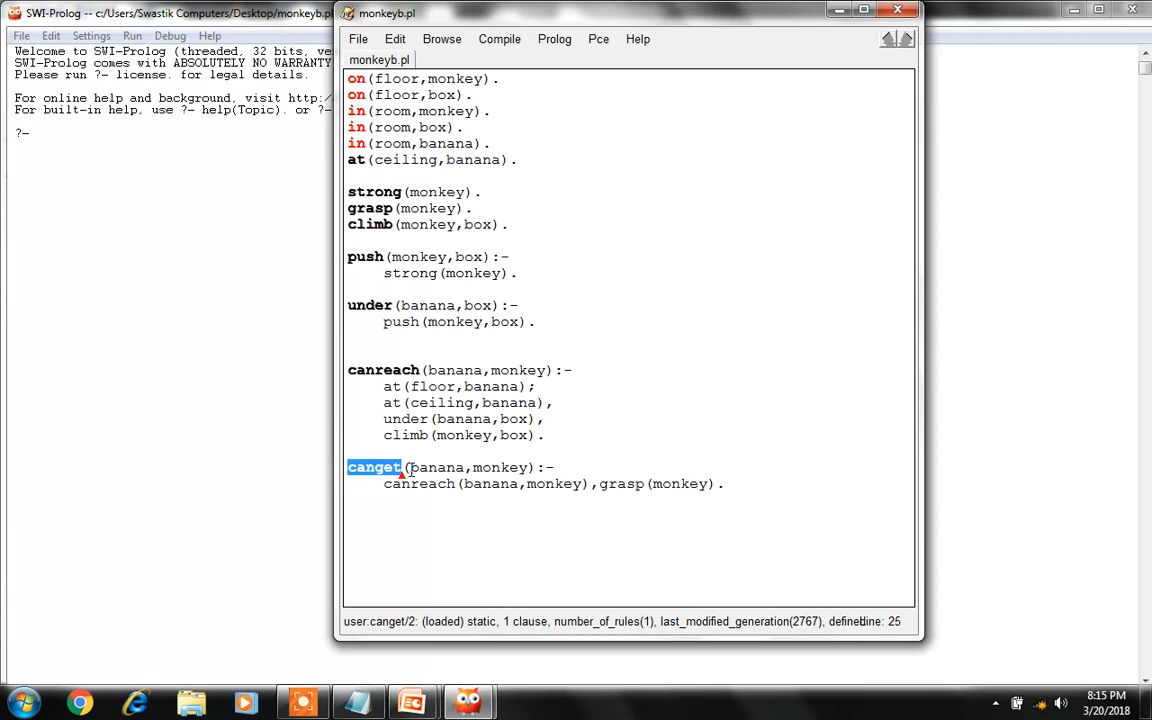 SWI-Prolog -- c:/Users/Swastik Computers/Desktop/monkeyb.pl
File Edit Settings Run Debug Help
Welcome to SWI-Prolog (threaded, 32 bits,
SWI-Prolog comes with ABSOLUTELY NO WARRANTY
Please run ?- license. for legal details.
For online help and background, visit http:/
For built-in help, use ?- help(Topic). or ?-
?-
monkeyb.pl
File Edit Browse Compile Prolog Pce Help
monkeyb.pl
on(floor,monkey).
on(floor,box).
in(room,monkey).
in(room,box).
in(room,banana).
at(ceiling,banana).
strong(monkey).
grasp(monkey).
climb(monkey,box).
push(monkey,box):-
strong(monkey).
under(banana,box):-
push(monkey,box).
canreach(banana,monkey):-
at(floor,banana);
at(ceiling,banana),
under(banana,box),
climb(monkey,box).
canget(banana,monkey):-
canreach(banana,monkey),grasp(monkey).
user:canget/2: (loaded) static, 1 clause, number_of_rules(1), last_modified_generation(2767), defined
line: 25
8:15 PM
3/20/2018